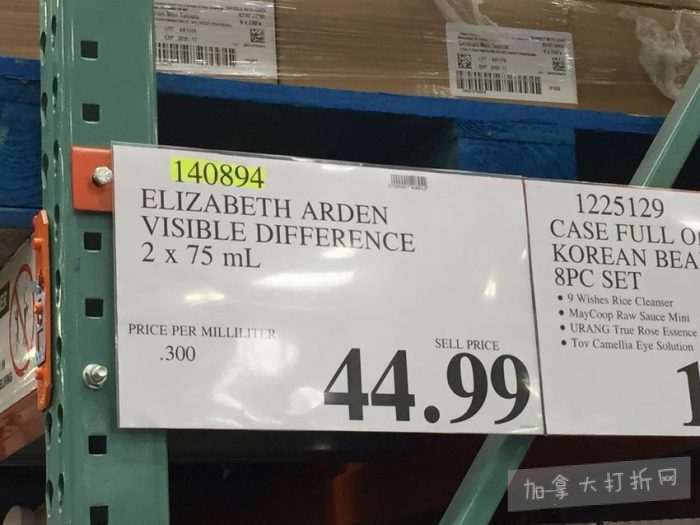 140894
ELIZABETH ARDEN
VISIBLE DIFFERENCE
2 x 75 mL
PRICE PER MILLILITER
.300
SELL PRICE
44.99
1225129
CASE FULL O
KOREAN BEA
8PC SET
• 9 Wishes Rice Cleanser
• MayCoop Raw Sauce Mini
• URANG True Rose Essence
• Tov Camellia Eye Solution
1
加拿大打折网